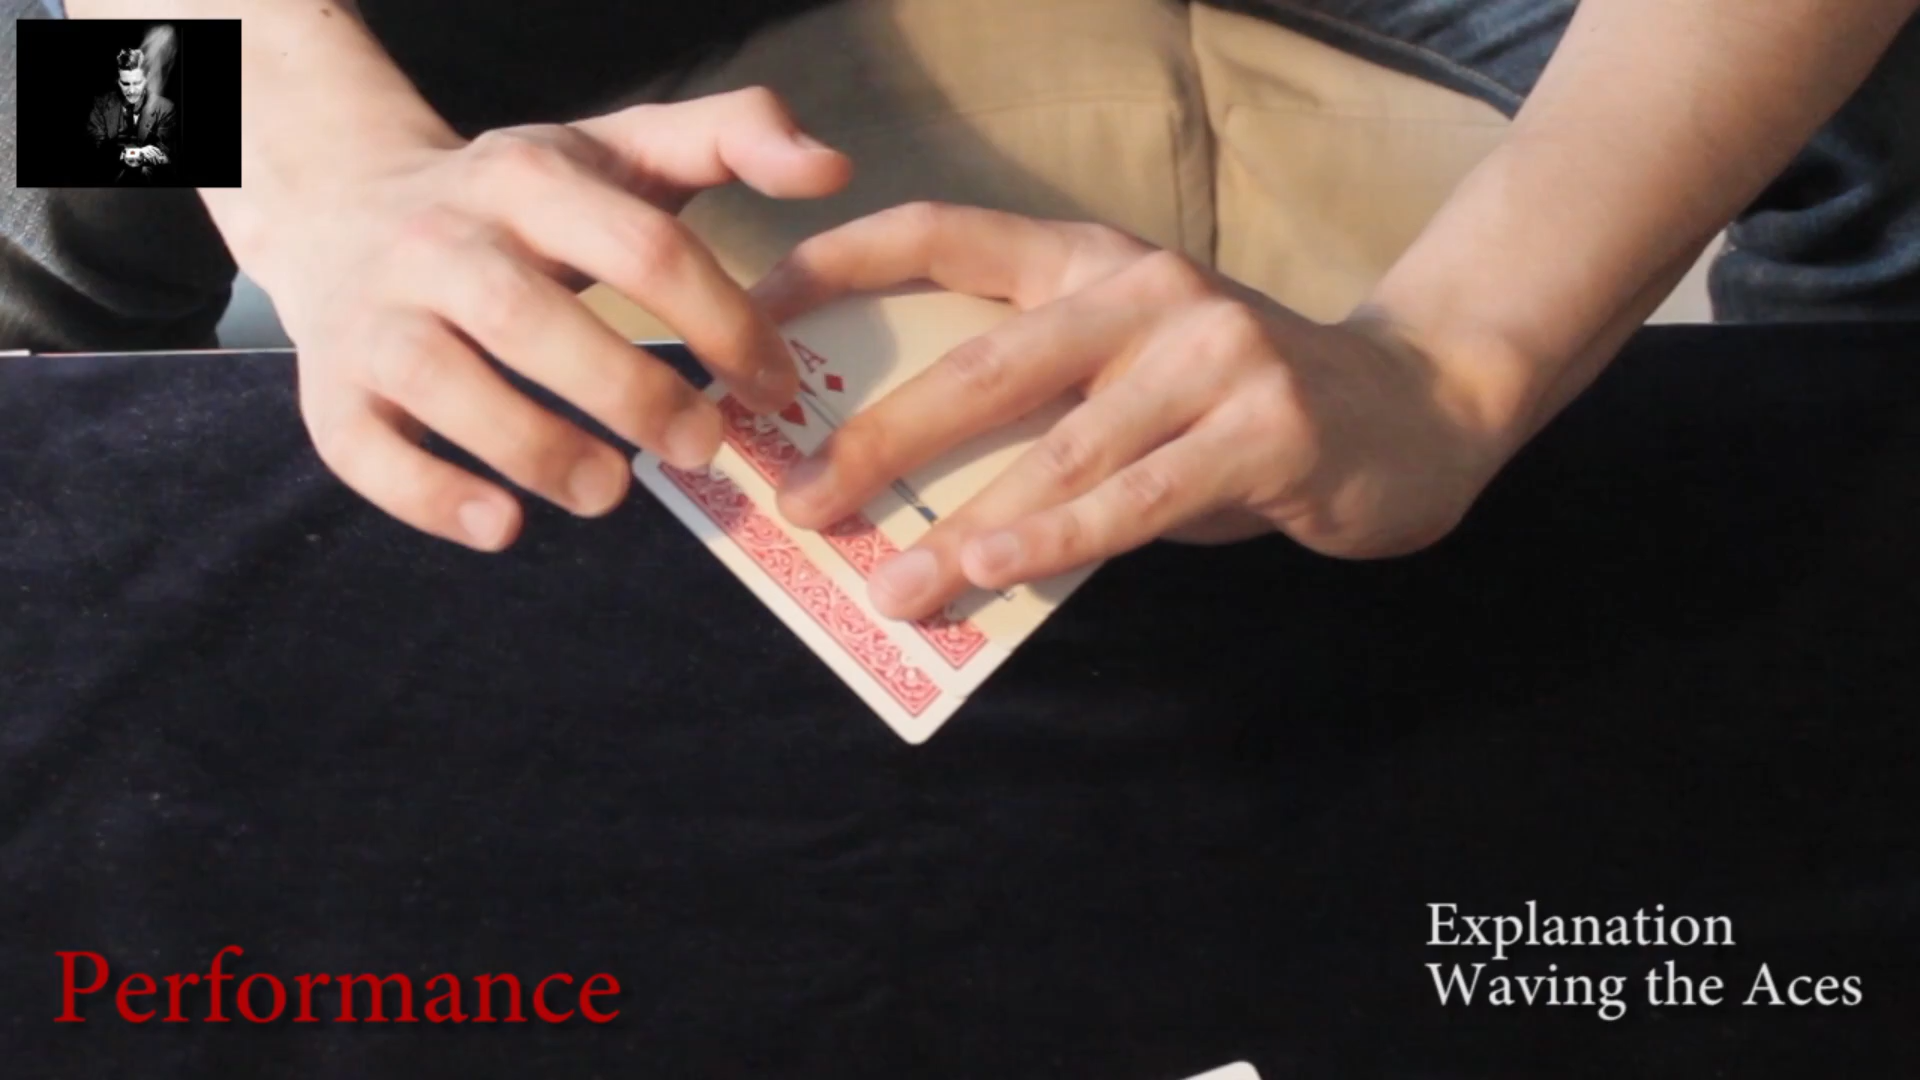 A
Performance
Explanation
Waving the Aces